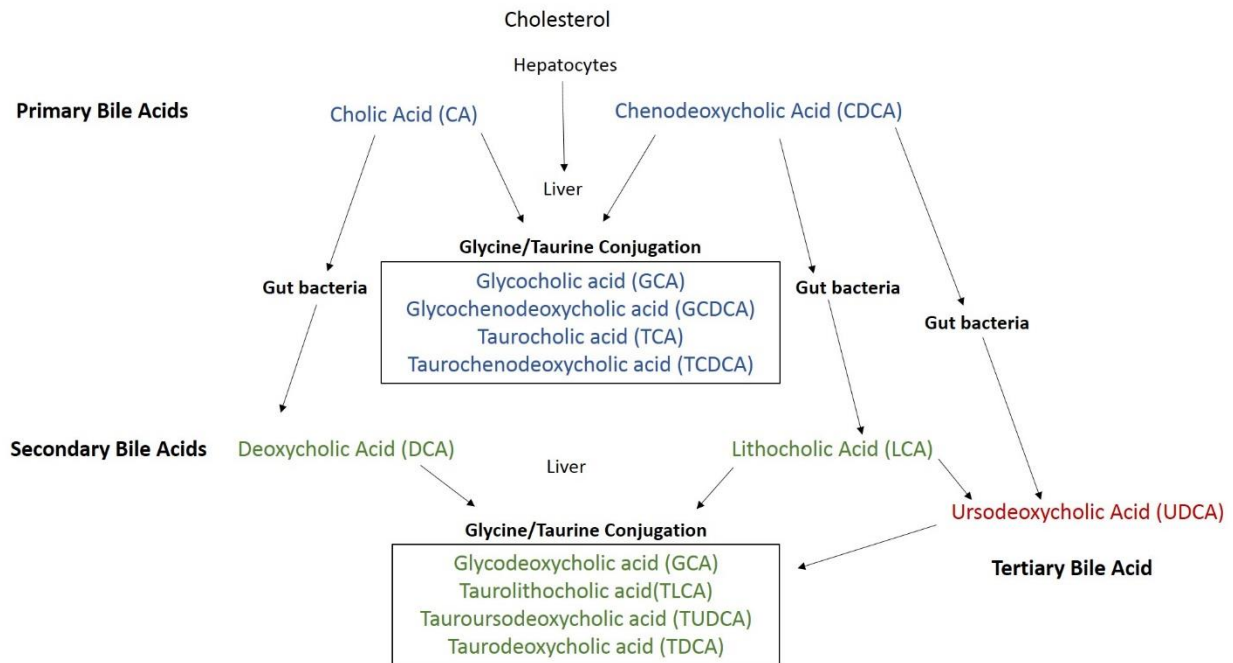 Cholesterol
Hepatocytes
Primary Bile Acids
Cholic Acid (CA)
Chenodeoxycholic Acid (CDCA)
Liver
Glycine/Taurine Conjugation
Gut bacteria
Glycocholic acid (GCA)
Glycochenodeoxycholic acid (GCDCA)
Taurocholic acid (TCA)
Taurochenodeoxycholic acid (TCDCA)
Gut bacteria
Gut bacteria
Secondary Bile Acids
Deoxycholic Acid (DCA)
Liver
Lithocholic Acid (LCA)
Ursodeoxycholic Acid (UDCA)
Glycine/Taurine Conjugation
Glycodeoxycholic acid (GCA)
Taurolithocholic acid(TLCA)
Tauroursodeoxycholic acid (TUDCA)
Taurodeoxycholic acid (TDCA)
Tertiary Bile Acid